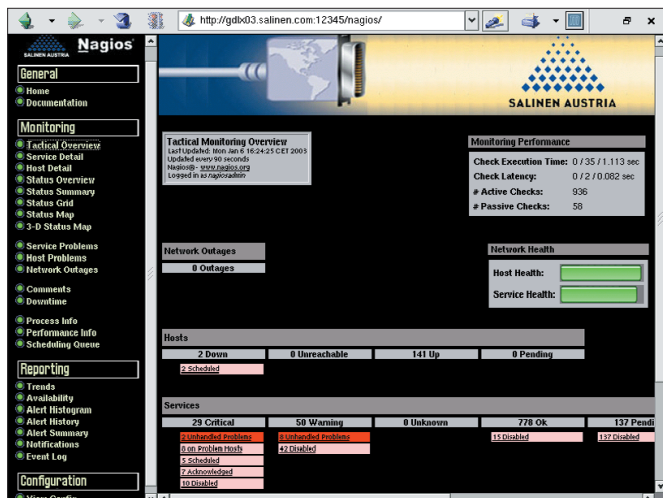 http://gdlx03.salinen.com:12345/nagios/
SALINEN AUSTRIA
Nagios®
General
Home
Documentation
Monitoring
Tactical Overview
Service Detail
Host Detail
Status Overview
Status Summary
Status Grid
Status Map
3-D Status Map
Service Problems
Host Problems
Network Outages
Comments
Downtime
Process Info
Performance Info
Scheduling Queue
Reporting
Trends
Availability
Alert Histogram
Alert History
Alert Summary
Notifications
Event Log
Configuration
View Config
SALINEN AUSTRIA
Tactical Monitoring Overview
Last Updated: Mon Jan 6 16:24:25 CET 2003
Updated every 90 seconds
Nagios® - www.nagios.org
Logged in as nagiosadmin
Monitoring Performance
Check Execution Time: 0 / 35 / 1.113 sec
Check Latency: 0 / 2 / 0.082 sec
# Active Checks: 936
# Passive Checks: 58
Network Outages
0 Outages
Network Health
Host Health:
Service Health:
Hosts
2 Down 0 Unreachable 141 Up 0 Pending
2 Scheduled
Services
29 Critical 50 Warning 0 Unknown 778 Ok 137 Pendi
2 Unhandled Problems 8 Unhandled Problems 15 Disabled 137 Disabled
8 on Problem Hosts 42 Disabled
5 Scheduled
7 Acknowledged
10 Disabled